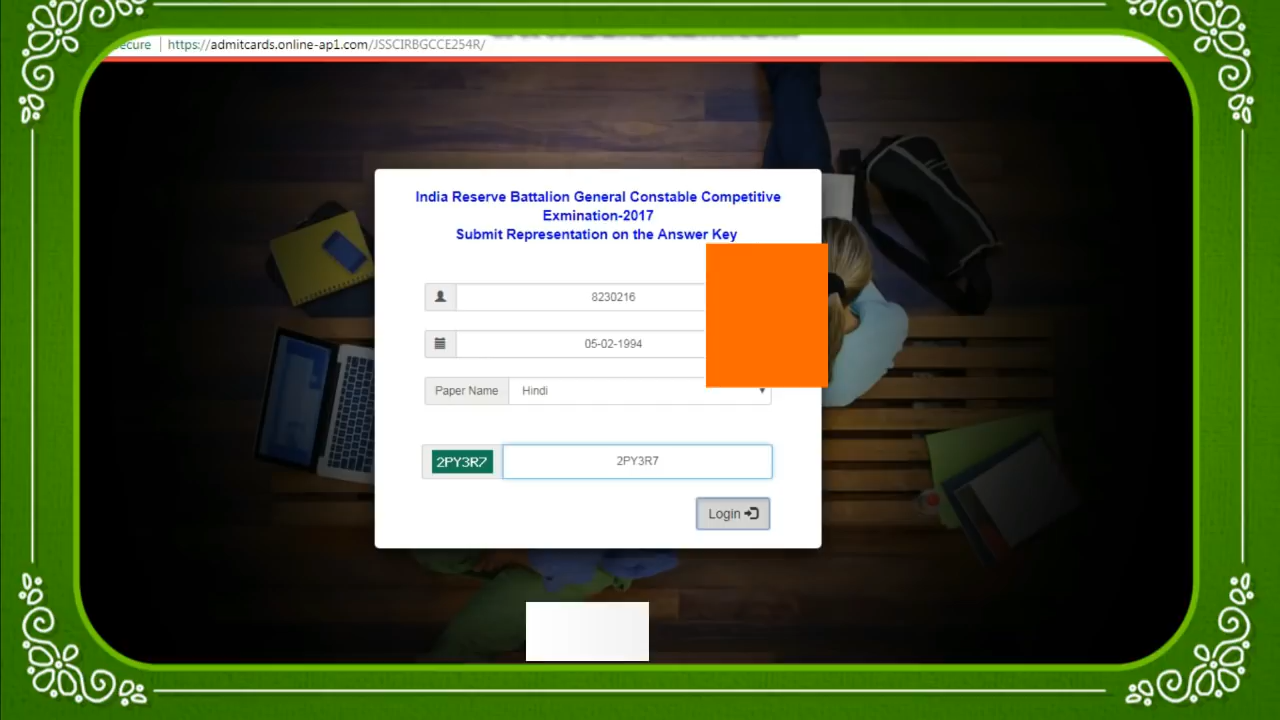 ecure | https://admitcards.online-ap1.com/JSSCIRBGCCE254R/
India Reserve Battalion General Constable Competitive
Exmination-2017
Submit Representation on the Answer Key
8230216
05-02-1994
Paper Name Hindi
2PY3R7 2PY3R7
Login